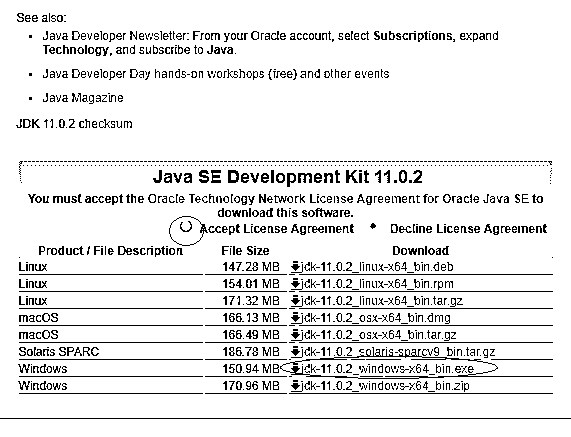 See also:
• Java Developer Newsletter: From your Oracle account, select Subscriptions, expand
Technology, and subscribe to Java.
• Java Developer Day hands-on workshops (free) and other events
• Java Magazine
JDK 11.0.2 checksum
Java SE Development Kit 11.0.2
You must accept the Oracle Technology Network License Agreement for Oracle Java SE to
download this software.
Accept License Agreement Decline License Agreement
Product / File Description File Size Download
Linux 147.28 MB jdk-11.0.2_linux-x64_bin.deb
Linux 154.01 MB jdk-11.0.2_linux-x64_bin.rpm
Linux 171.32 MB jdk-11.0.2_linux-x64_bin.tar.gz
macOS 166.13 MB jdk-11.0.2_osx-x64_bin.dmg
macOS 166.49 MB jdk-11.0.2_osx-x64_bin.tar.gz
Solaris SPARC 186.78 MB jdk-11.0.2_solaris-sparcv9_bin.tar.gz
Windows 150.94 MB jdk-11.0.2_windows-x64_bin.exe
Windows 170.96 MB jdk-11.0.2_windows-x64_bin.zip